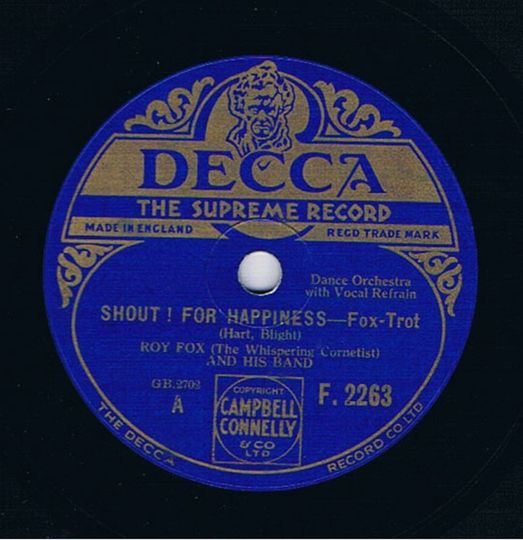 DECCA
THE SUPREME RECORD
MADE IN ENGLAND
REGD TRADE MARK
Dance Orchestra
with Vocal Refrain
SHOUT! FOR HAPPINESS—Fox-Trot
(Hart, Blight)
ROY FOX (The Whispering Cornetist)
AND HIS BAND
GB.2702
A
COPYRIGHT
CAMPBELL
CONNELLY
& CO
LTD
F. 2263
THE DECCA
RECORD CO LTD